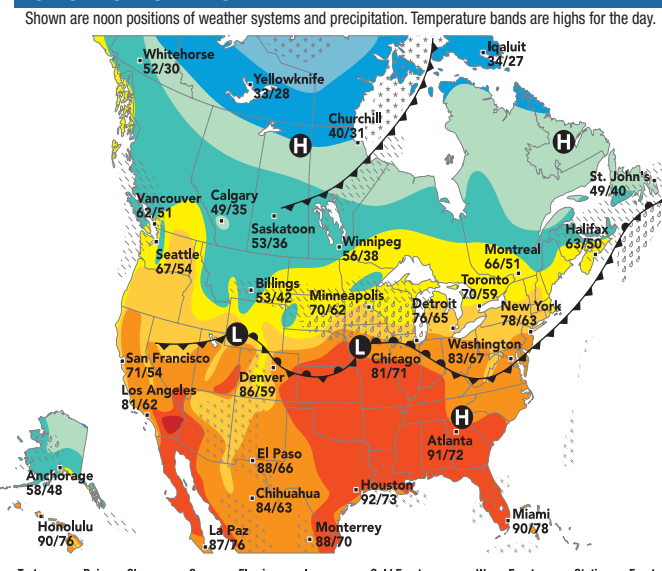 Shown are noon positions of weather systems and precipitation. Temperature bands are highs for the day.
Whitehorse
52/30
Iqaluit
34/27
Yellowknife
33/28
Churchill
40/31
H
H
St. John's
49/40
Vancouver
62/51
Calgary
49/35
Saskatoon
53/36
Winnipeg
56/38
Halifax
63/50
Seattle
67/54
Montreal
66/51
Billings
53/42
Minneapolis
70/62
Toronto
70/59
Detroit
76/65
New York
78/63
L
L
San Francisco
71/54
Denver
86/59
Chicago
81/71
Washington
83/67
Los Angeles
81/62
H
Atlanta
91/72
El Paso
88/66
Anchorage
58/48
Chihuahua
84/63
Houston
92/73
Honolulu
90/76
La Paz
87/76
Monterrey
88/70
Miami
90/78